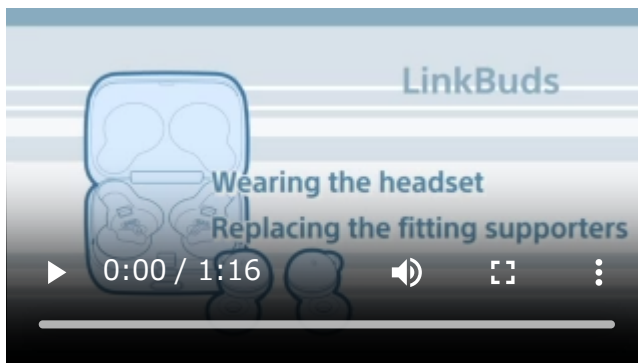 LinkBuds
Wearing the headset
Replacing the fitting supporters
0:00 / 1:16